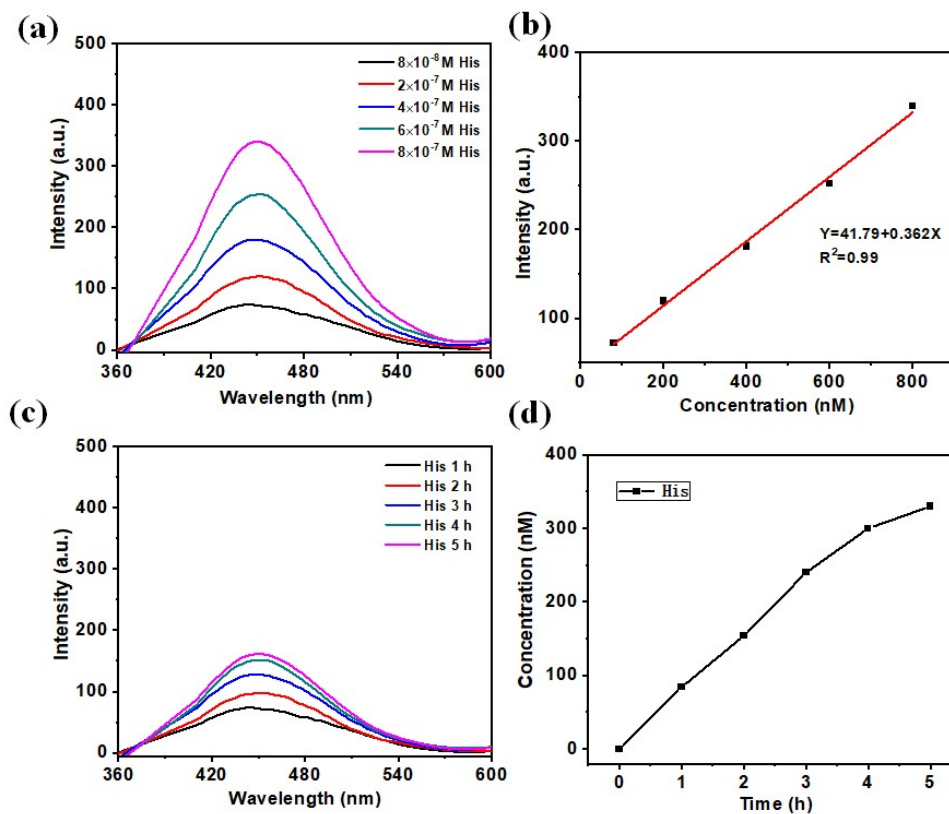 (a)
500
400
300
200
100
0
360
420
480
540
600
Intensity (a.u.)
Wavelength (nm)
8×10⁻⁸ M His
2×10⁻⁷ M His
4×10⁻⁷ M His
6×10⁻⁷ M His
8×10⁻⁷ M His
(b)
400
300
200
100
0
200
400
600
800
Intensity (a.u.)
Concentration (nM)
Y=41.79+0.362X
R²=0.99
(c)
500
400
300
200
100
0
360
420
480
540
600
Intensity (a.u.)
Wavelength (nm)
His 1 h
His 2 h
His 3 h
His 4 h
His 5 h
(d)
400
300
200
100
0
0
1
2
3
4
5
Concentration (nM)
Time (h)
His